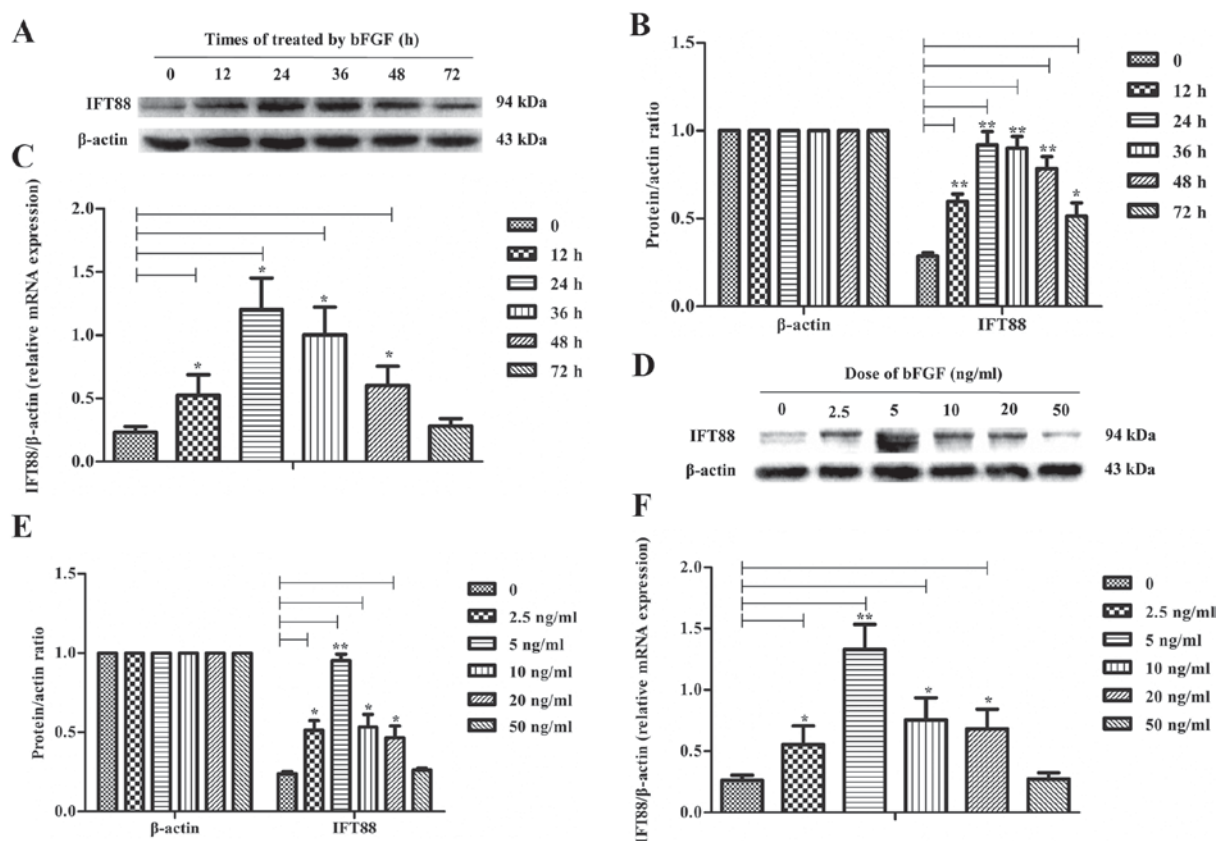 A
Times of treated by bFGF (h)
0 12 24 36 48 72
IFT88 94 kDa
β-actin 43 kDa
B
Protein/actin ratio
1.5
1.0
0.5
0.0
** ** ** ** *
β-actin IFT88
0
12 h
24 h
36 h
48 h
72 h
C
IFT88/β-actin (relative mRNA expression)
2.0
1.5
1.0
0.5
0.0
* * * *
0
12 h
24 h
36 h
48 h
72 h
D
Dose of bFGF (ng/ml)
0 2.5 5 10 20 50
IFT88 94 kDa
β-actin 43 kDa
E
Protein/actin ratio
1.5
1.0
0.5
0.0
* ** * *
β-actin IFT88
0
2.5 ng/ml
5 ng/ml
10 ng/ml
20 ng/ml
50 ng/ml
F
IFT88/β-actin (relative mRNA expression)
2.0
1.5
1.0
0.5
0.0
* ** * *
0
2.5 ng/ml
5 ng/ml
10 ng/ml
20 ng/ml
50 ng/ml